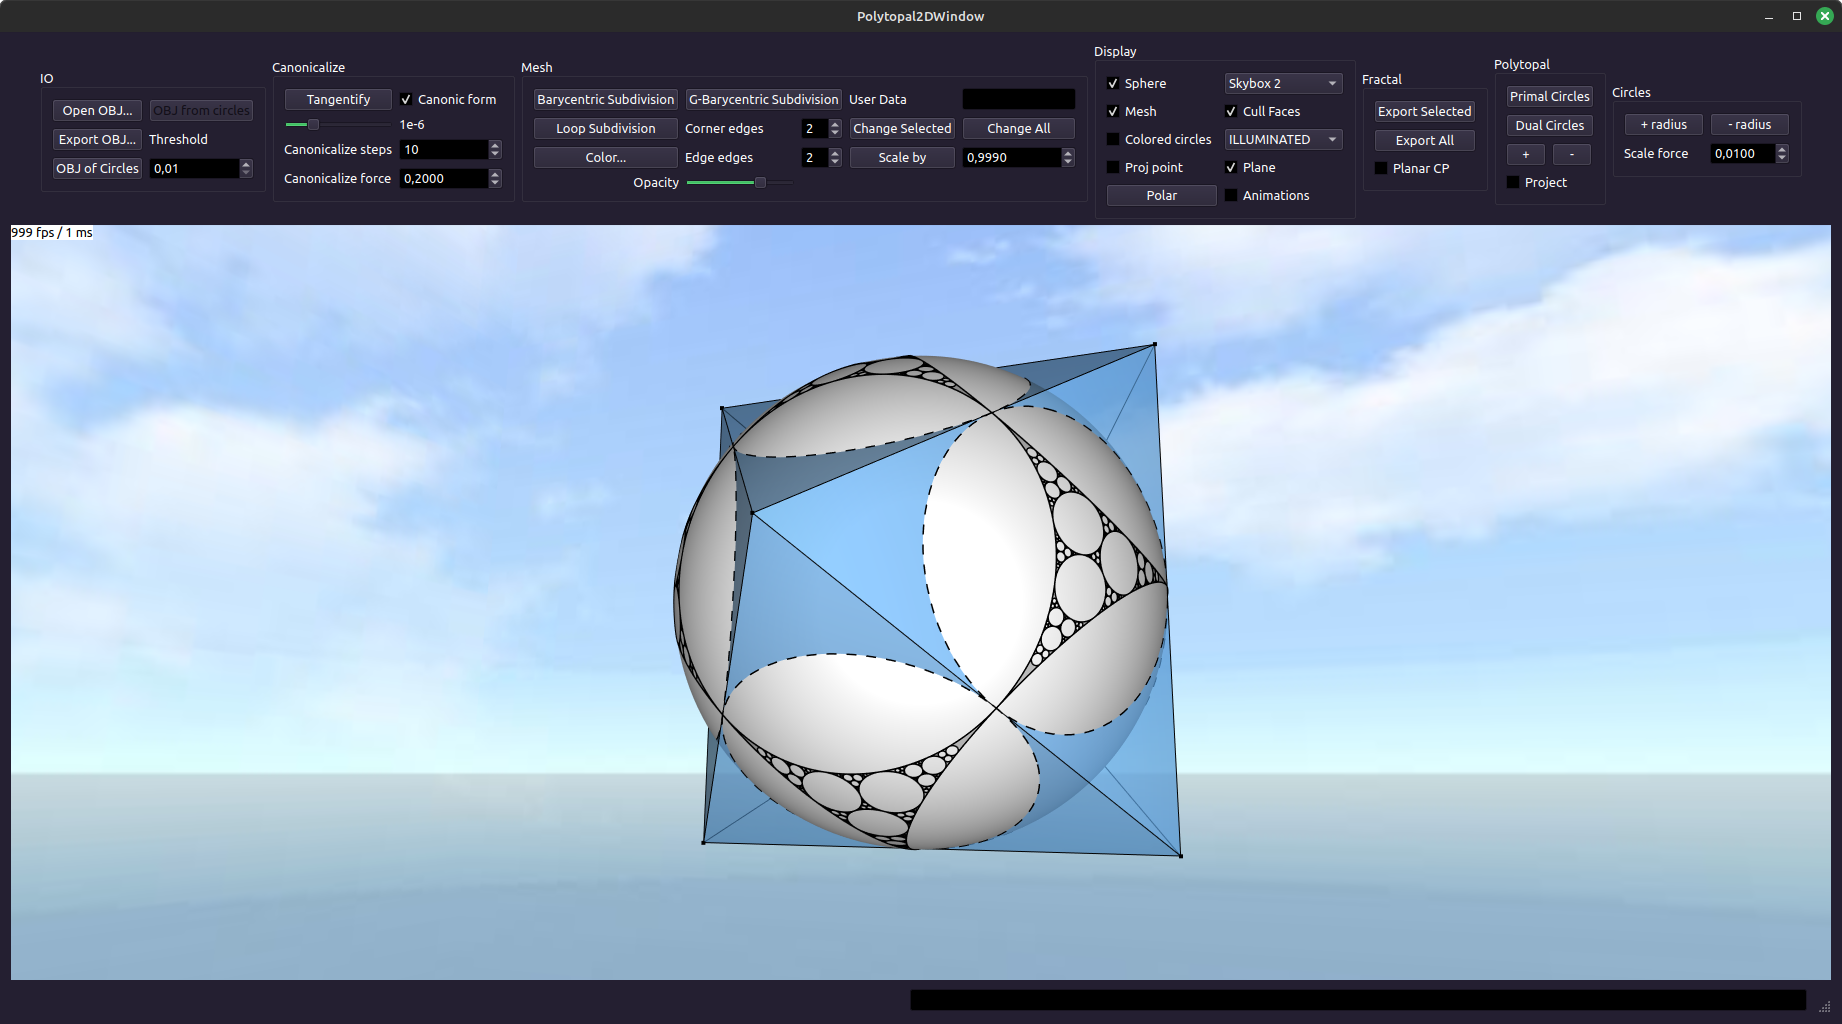 Polytopal2DWindow
IO
Open OBJ...
OBJ from circles
Export OBJ...
Threshold
OBJ of Circles
0,01
Canonicalize
Tangentify
Canonic form
1e-6
Canonicalize steps
10
Canonicalize force
0,2000
Mesh
Barycentric Subdivision
G-Barycentric Subdivision
User Data
Loop Subdivision
Corner edges
2
Change Selected
Change All
Color...
Edge edges
2
Scale by
0,9990
Opacity
Display
Sphere
Skybox 2
Mesh
Cull Faces
Colored circles
ILLUMINATED
Proj point
Plane
Polar
Animations
Fractal
Export Selected
Export All
Planar CP
Polytopal
Primal Circles
Dual Circles
+
-
Project
Circles
+ radius
- radius
Scale force
0,0100
999 fps / 1 ms